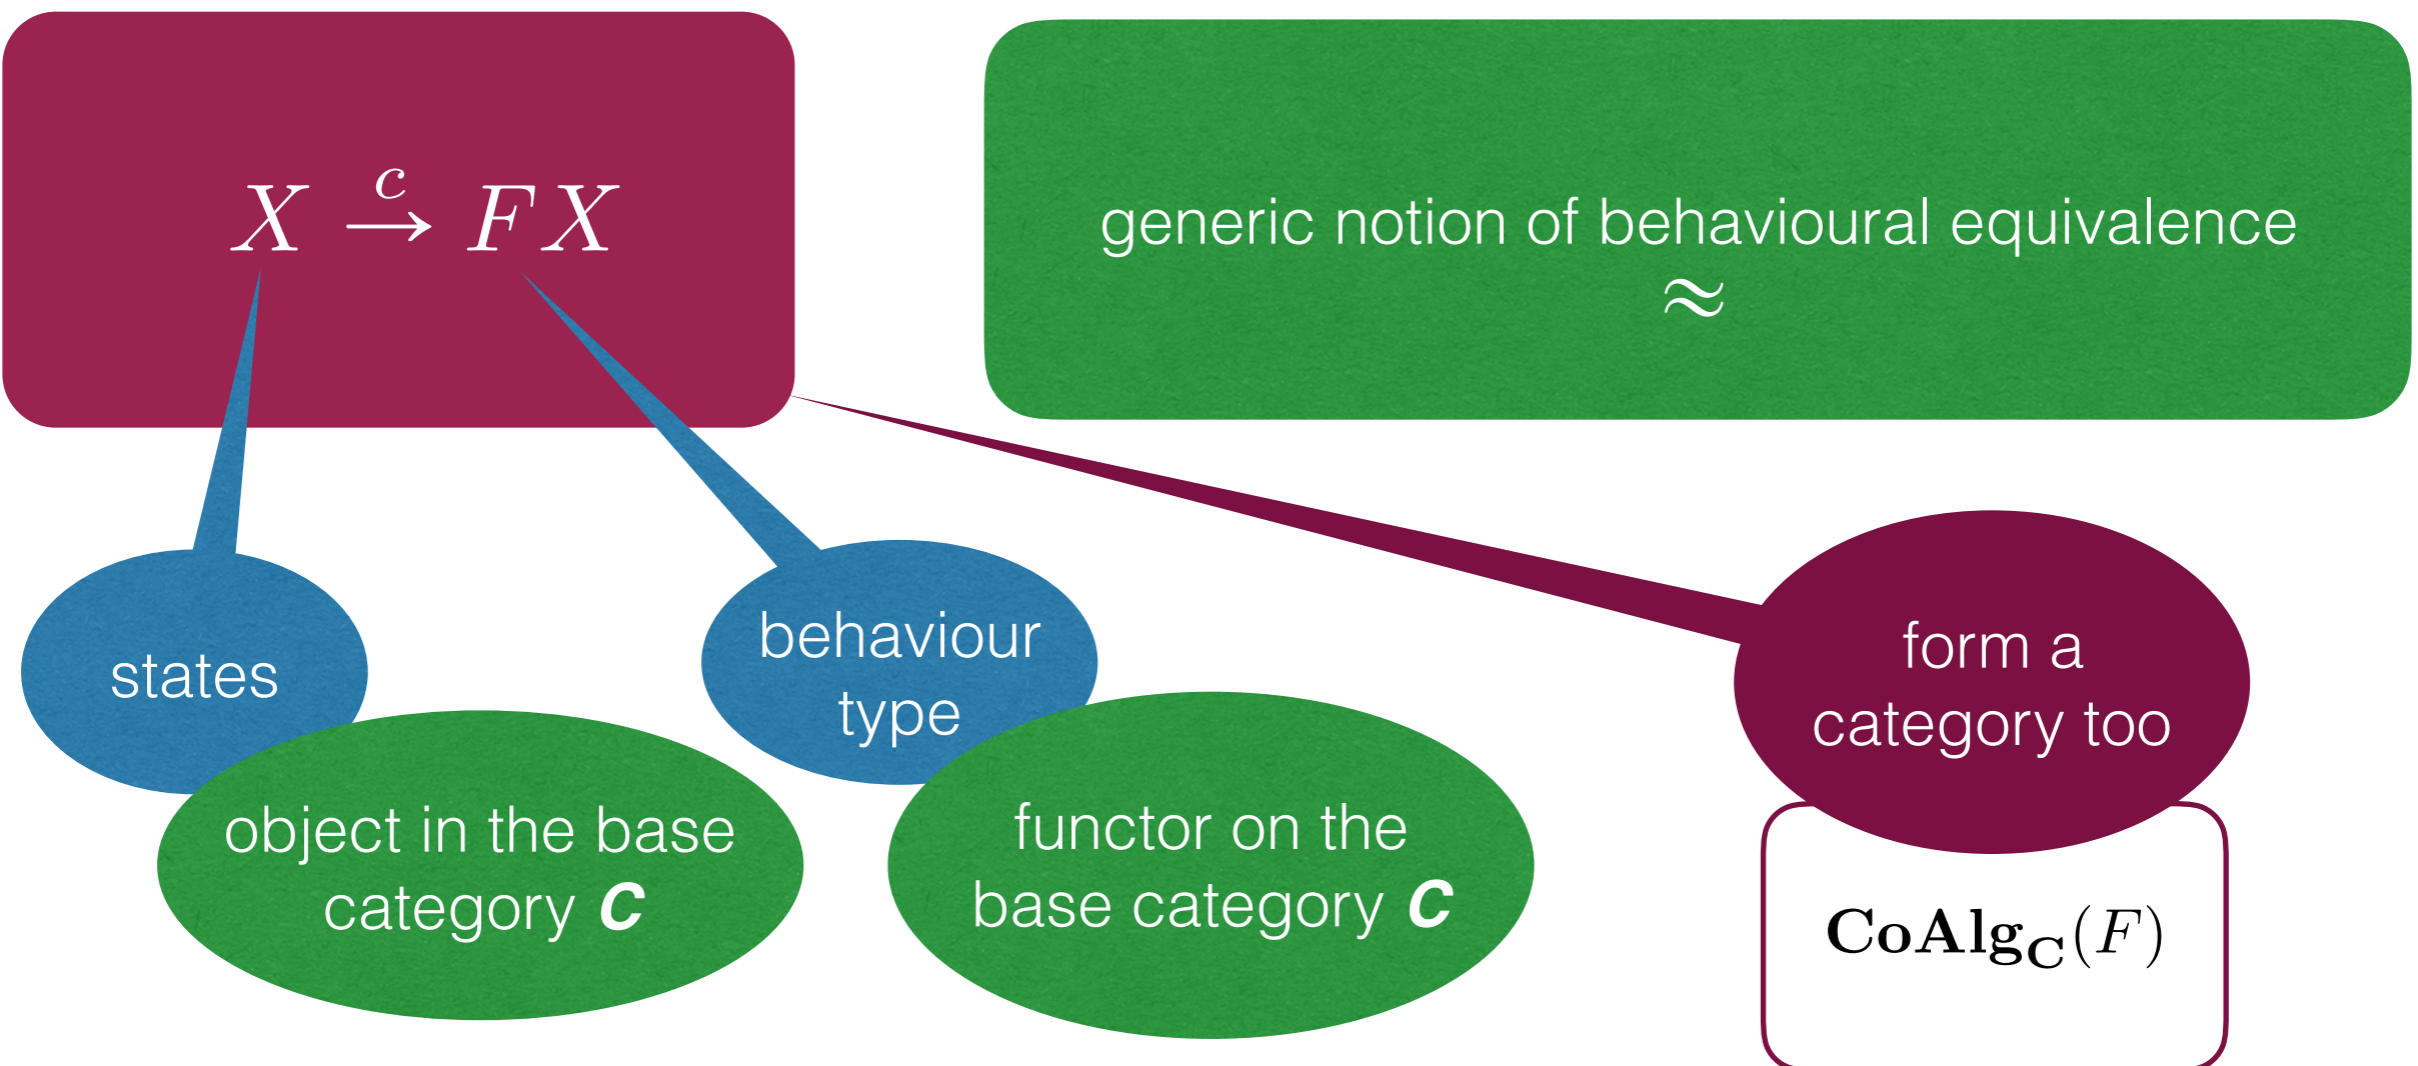 X \xrightarrow{c} FX
generic notion of behavioural equivalence
≈
states
behaviour
type
form a
category too
object in the base
category C
functor on the
base category C
CoAlg_C(F)